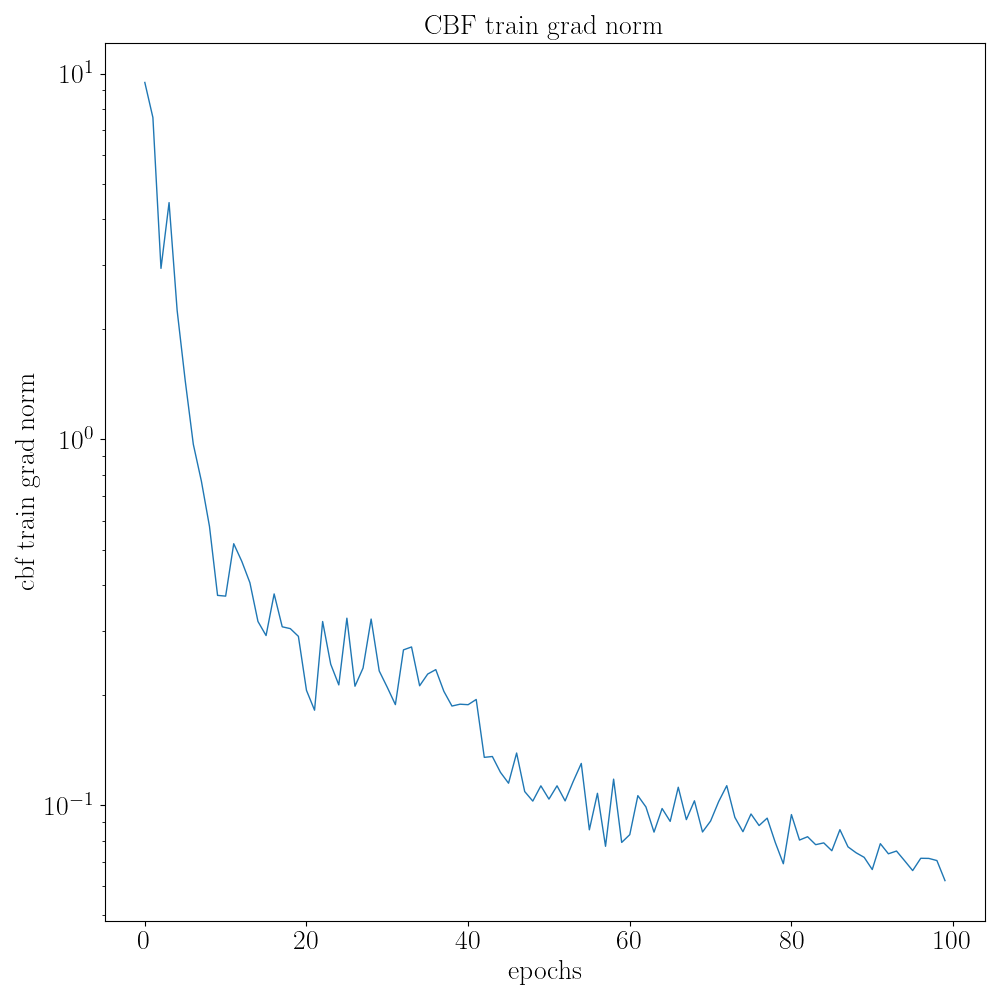 CBF train grad norm
cbf train grad norm
10¹
10⁰
10⁻¹
0 20 40 60 80 100
epochs